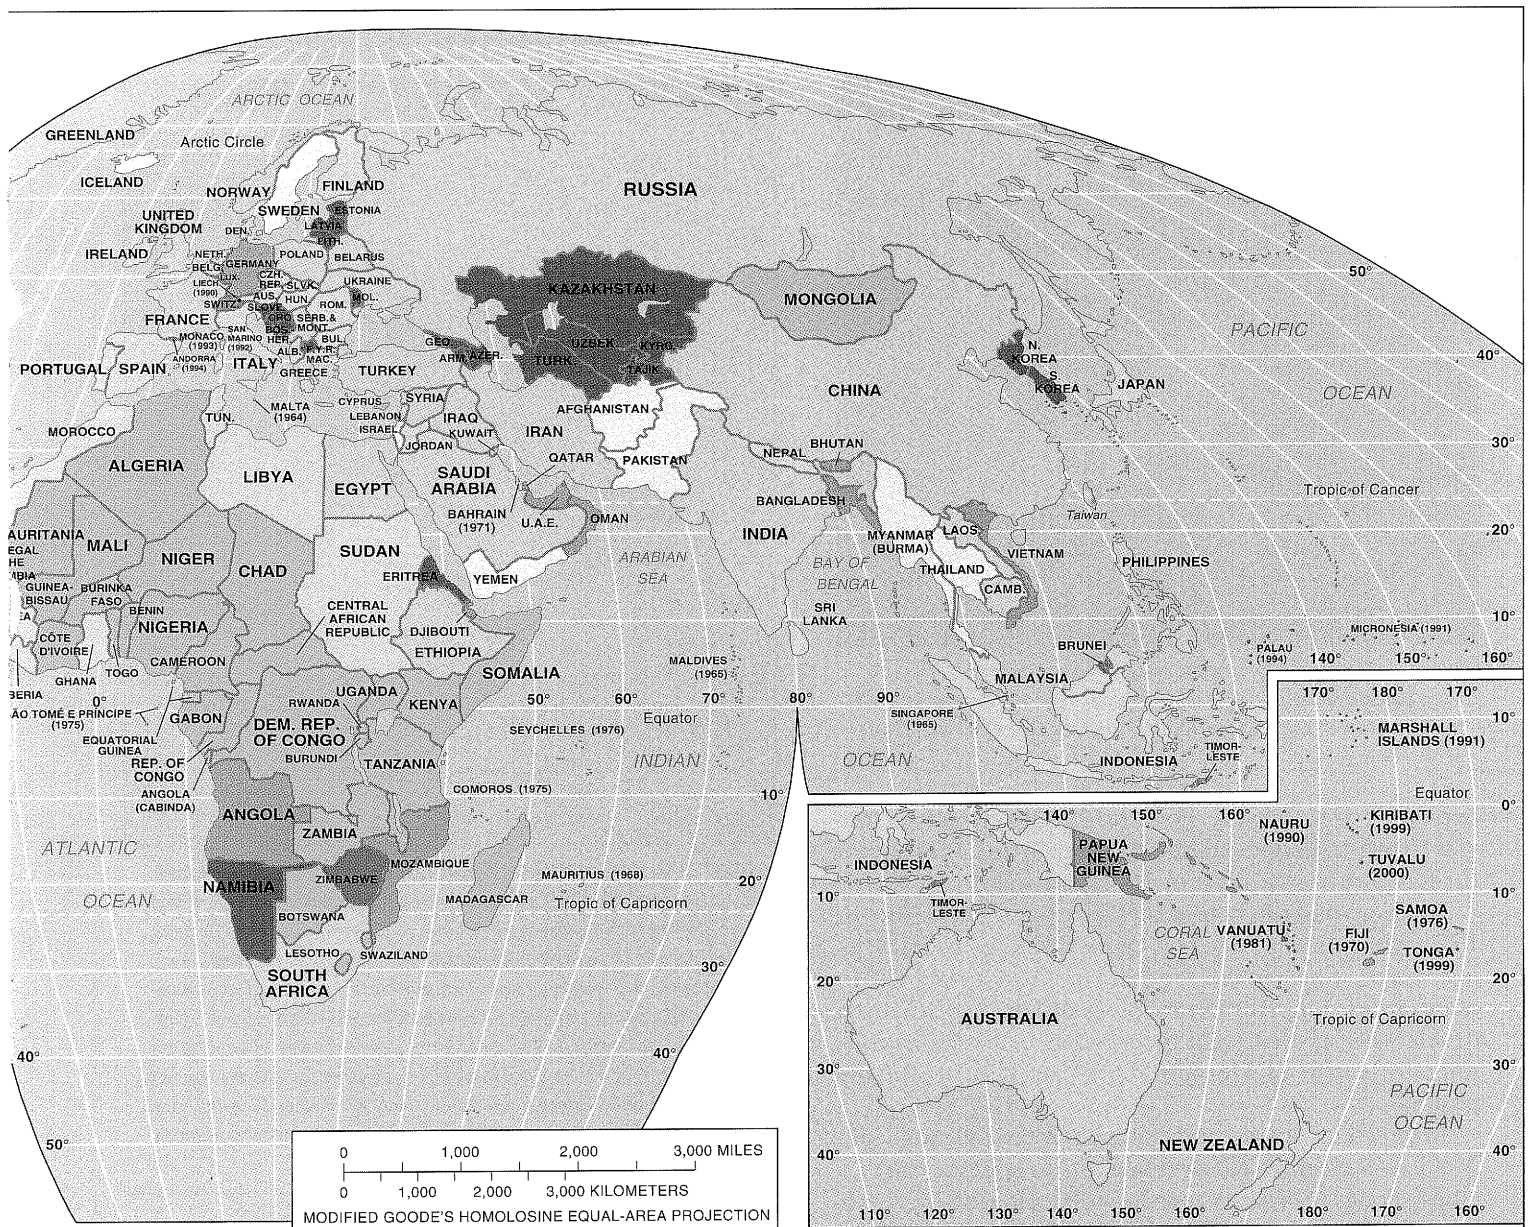 ARCTIC OCEAN
GREENLAND
Arctic Circle
ICELAND
NORWAY
FINLAND
RUSSIA
SWEDEN
ESTONIA
UNITED
KINGDOM
LATVIA
LITH.
DEN.
IRELAND
NETH.
POLAND
BELARUS
BELG.
GERMANY
LUX.
CZH.
REP.
SLVK.
UKRAINE
LIECH.
(1990)
AUS.
HUN.
MOL.
SWITZ.
SLOVE.
ROM.
FRANCE
CRO.
SERB.&
MONT.
BOS.
HER.
SAN
MARINO
(1992)
MONACO
(1993)
BUL.
ALB.
F.Y.R.
MAC.
ANDORRA
(1994)
ITALY
GREECE
PORTUGAL
SPAIN
TURKEY
GEO.
ARM.
AZER.
KAZAKHSTAN
UZBEK.
KYRG.
TURK.
TAJIK.
MONGOLIA
PACIFIC
OCEAN
N.
KOREA
S.
KOREA
JAPAN
CHINA
50°
40°
30°
Tropic of Cancer
20°
10°
MALTA
(1964)
CYPRUS
SYRIA
LEBANON
ISRAEL
IRAQ
KUWAIT
JORDAN
IRAN
AFGHANISTAN
PAKISTAN
QATAR
SAUDI
ARABIA
BAHRAIN
(1971)
U.A.E.
OMAN
YEMEN
NEPAL
BHUTAN
BANGLADESH
INDIA
MYANMAR
(BURMA)
LAOS
VIETNAM
THAILAND
CAMB.
Taiwan
PHILIPPINES
ARABIAN
SEA
BAY OF
BENGAL
SRI
LANKA
MALDIVES
(1965)
BRUNEI
MALAYSIA
SINGAPORE
(1965)
INDONESIA
TIMOR-
LESTE
PALAU
(1994)
MICRONESIA (1991)
140°
150°
160°
MOROCCO
TUN.
ALGERIA
LIBYA
EGYPT
AURITANIA
MALI
NIGER
CHAD
SUDAN
ERITREA
EGAL
HE
MBIA
GUINEA-
BISSAU
BURINKA
FASO
BENIN
NIGERIA
CENTRAL
AFRICAN
REPUBLIC
DJIBOUTI
ETHIOPIA
SOMALIA
EA
CÔTE
D'IVOIRE
CAMEROON
GHANA
TOGO
BERIA
0°
ÃO TOMÉ E PRÍNCIPE
(1975)
GABON
EQUATORIAL
GUINEA
REP. OF
CONGO
ANGOLA
(CABINDA)
UGANDA
RWANDA
KENYA
DEM. REP.
OF CONGO
BURUNDI
TANZANIA
50°
60°
70°
80°
90°
Equator
SEYCHELLES (1976)
INDIAN
OCEAN
COMOROS (1975)
10°
ANGOLA
ZAMBIA
MOZAMBIQUE
NAMIBIA
ZIMBABWE
MAURITIUS (1968)
20°
MADAGASCAR
Tropic of Capricorn
BOTSWANA
LESOTHO
SWAZILAND
SOUTH
AFRICA
30°
ATLANTIC
OCEAN
40°
40°
50°
0 1,000 2,000 3,000 MILES
0 1,000 2,000 3,000 KILOMETERS
MODIFIED GOODE'S HOMOLOSINE EQUAL-AREA PROJECTION
170° 180° 170°
10°
MARSHALL
ISLANDS (1991)
Equator
0°
140° 150° 160°
NAURU
(1990)
KIRIBATI
(1999)
INDONESIA
PAPUA
NEW
GUINEA
TUVALU
(2000)
10°
10°
TIMOR-
LESTE
SAMOA
(1976)
CORAL
SEA
VANUATU
(1981)
FIJI
(1970)
TONGA
(1999)
20°
20°
AUSTRALIA
Tropic of Capricorn
30°
30°
PACIFIC
OCEAN
NEW ZEALAND
40°
40°
110° 120° 130° 140° 150° 160° 170° 180° 170° 160°